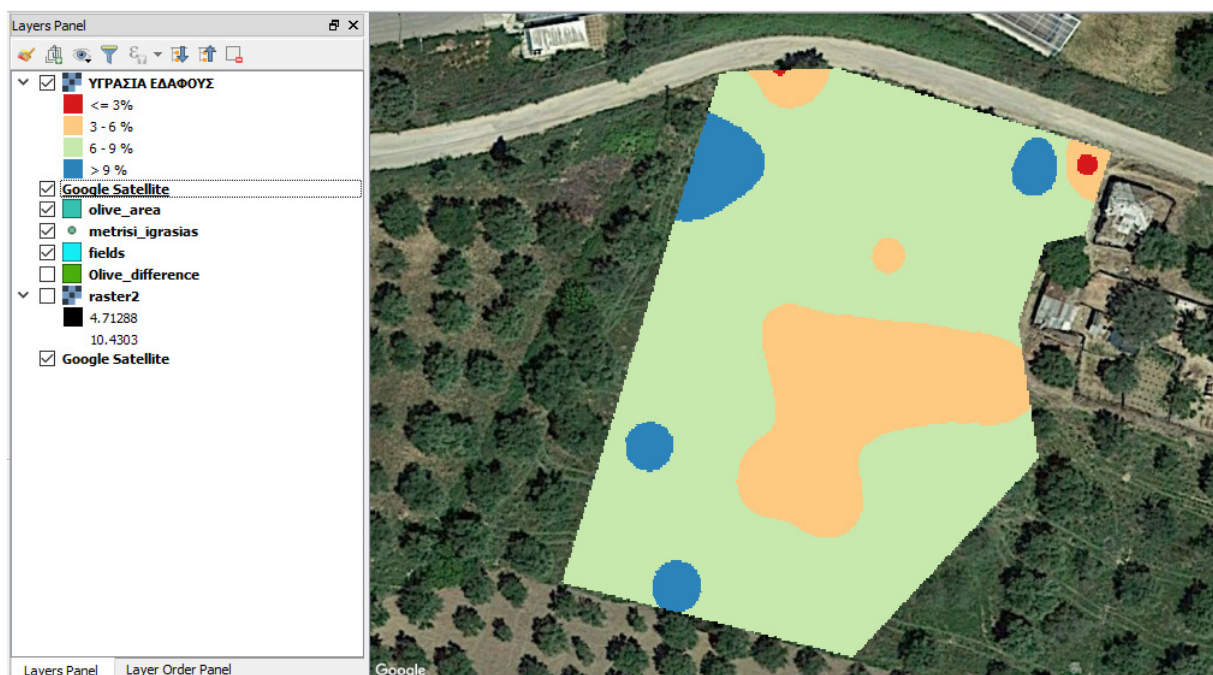 Layers Panel
ΥΓΡΑΣΙΑ ΕΔΑΦΟΥΣ
<= 3%
3 - 6 %
6 - 9 %
> 9 %
Google Satellite
olive_area
metrisi_igrasias
fields
Olive_difference
raster2
4.71288
10.4303
Google Satellite
Layers Panel Layer Order Panel
Google